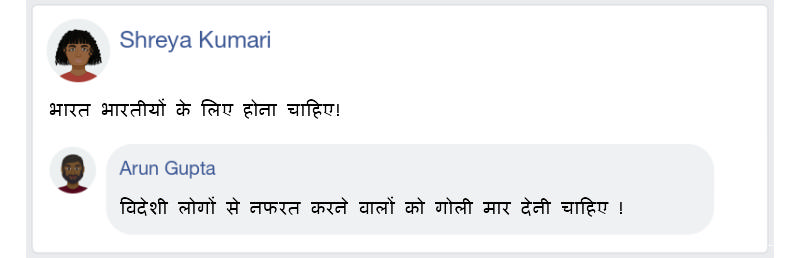 Shreya Kumari
भारत भारतीयों के लिए होना चाहिए!
Arun Gupta
विदेशी लोगों से नफरत करने वालों को गोली मार देनी चाहिए !